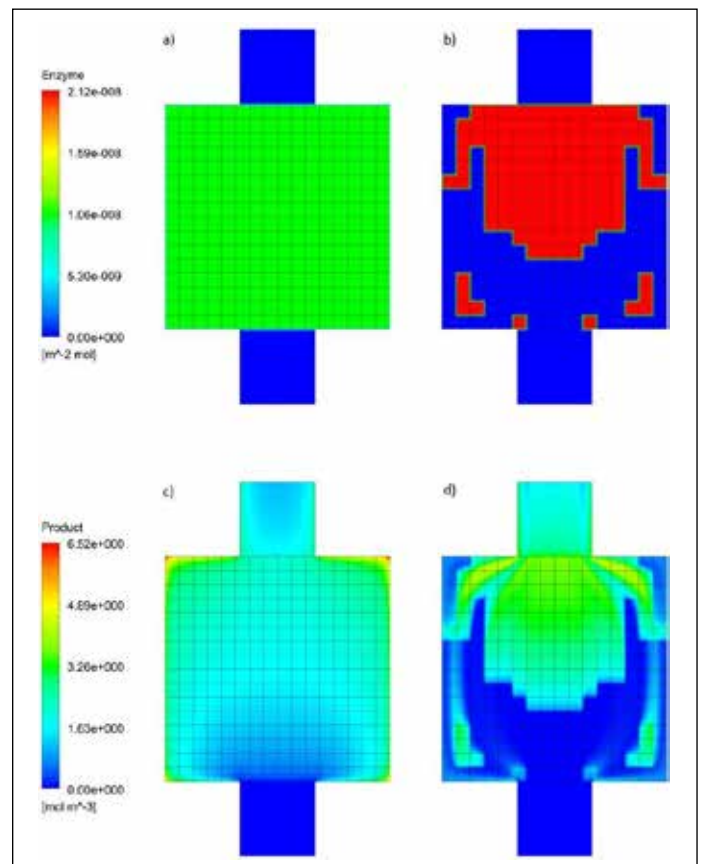 a)
b)
Enzyme
2.12e-008
1.59e-008
1.06e-008
5.30e-009
0.00e+000
[m^-2 mol]
c)
d)
Product
6.52e+000
4.89e+000
3.26e+000
1.63e+000
0.00e+000
[mol m^-3]